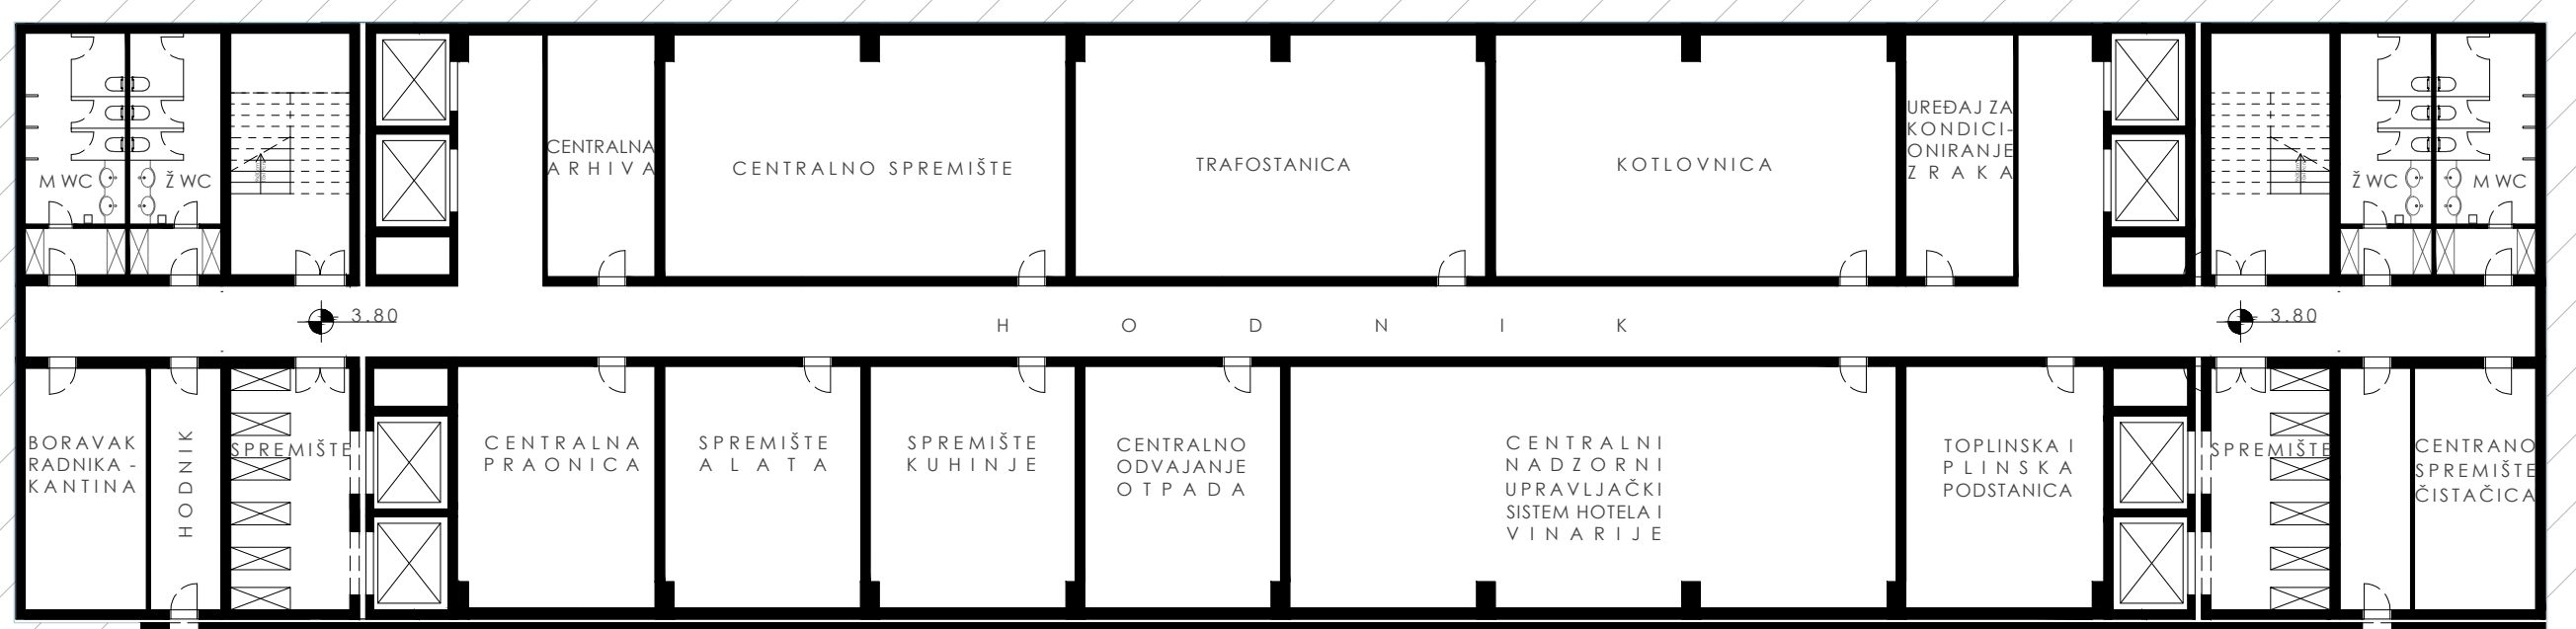 M WC
Ž WC
CENTRALNA
ARHIVA
CENTRALNO SPREMIŠTE
TRAFOSTANICA
KOTLOVNICA
UREĐAJ ZA
KONDICI-
ONIRANJE
ZRAKA
Ž WC
M WC
3.80
HODNIK
3.80
BORAVAK
RADNIKA -
KANTINA
HODNIK
SPREMIŠTE
CENTRALNA
PRAONICA
SPREMIŠTE
ALATA
SPREMIŠTE
KUHINJE
CENTRALNO
ODVAJANJE
OTPADA
CENTRALNI
NADZORNI
UPRAVLJAČKI
SISTEM HOTELA I
VINARIJE
TOPLINSKA I
PLINSKA
PODSTANICA
SPREMIŠTE
CENTRANO
SPREMIŠTE
ČISTAČICA